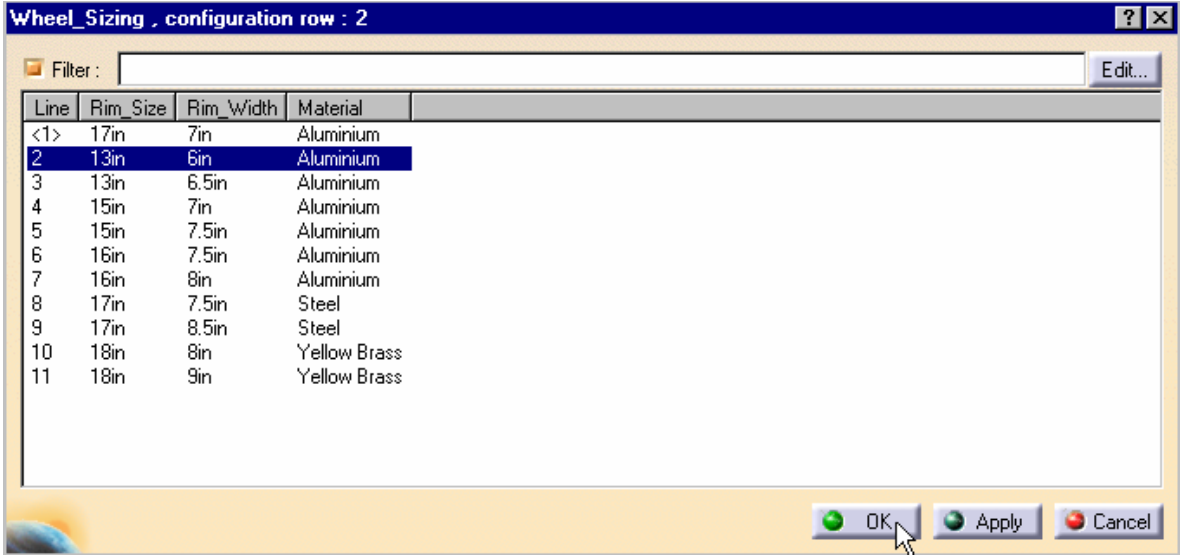 Wheel_Sizing , configuration row : 2
Filter : Edit...
Line Rim_Size Rim_Width Material
<1> 17in 7in Aluminium
2 13in 6in Aluminium
3 13in 6.5in Aluminium
4 15in 7in Aluminium
5 15in 7.5in Aluminium
6 16in 7.5in Aluminium
7 16in 8in Aluminium
8 17in 7.5in Steel
9 17in 8.5in Steel
10 18in 8in Yellow Brass
11 18in 9in Yellow Brass
OK Apply Cancel